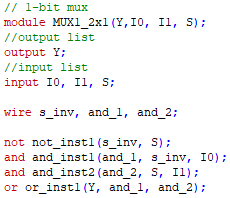 // 1-bit mux
module MUX1_2x1(Y,I0, I1, S);
//output list
output Y;
//input list
input I0, I1, S;
wire s_inv, and_1, and_2;
not not_inst1(s_inv, S);
and and_inst1(and_1, s_inv, I0);
and and_inst2(and_2, S, I1);
or or_inst1(Y, and_1, and_2);